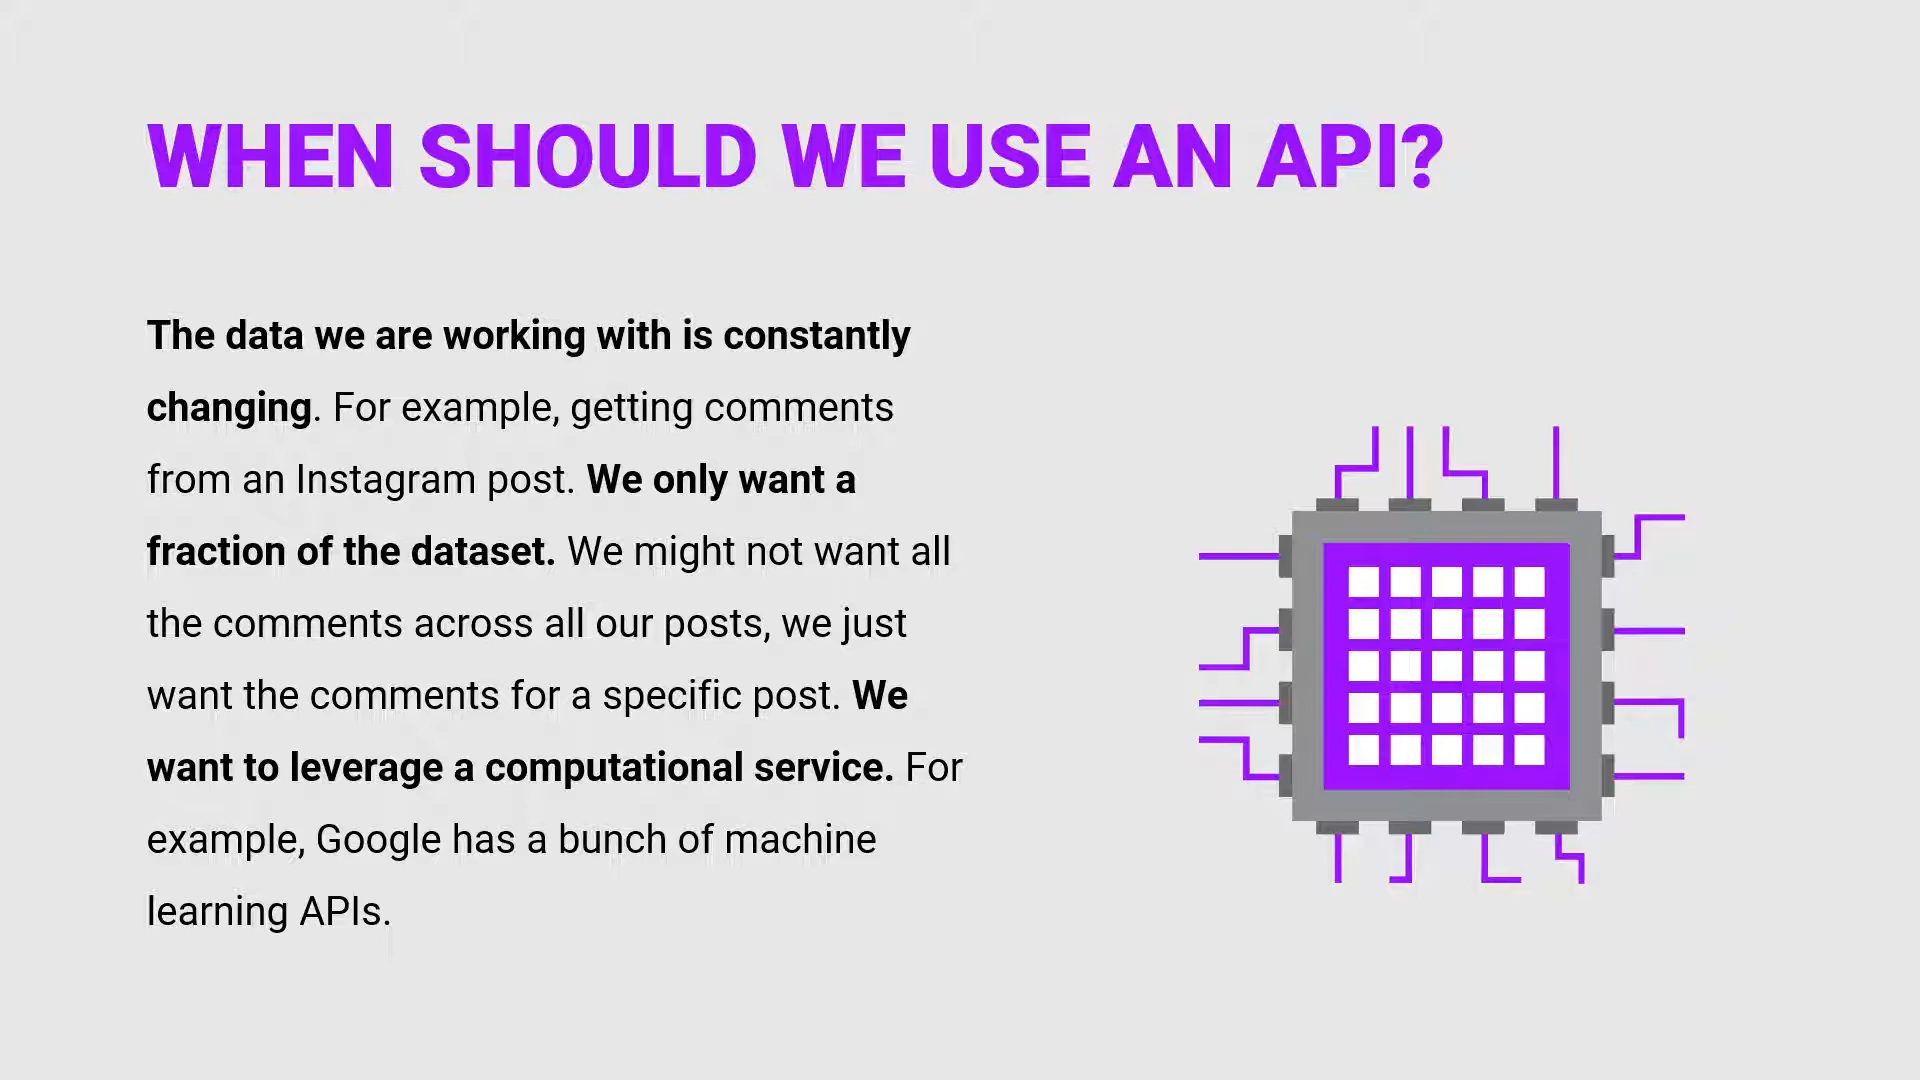 WHEN SHOULD WE USE AN API?
The data we are working with is constantly
changing. For example, getting comments
from an Instagram post. We only want a
fraction of the dataset. We might not want all
the comments across all our posts, we just
want the comments for a specific post. We
want to leverage a computational service. For
example, Google has a bunch of machine
learning APIs.